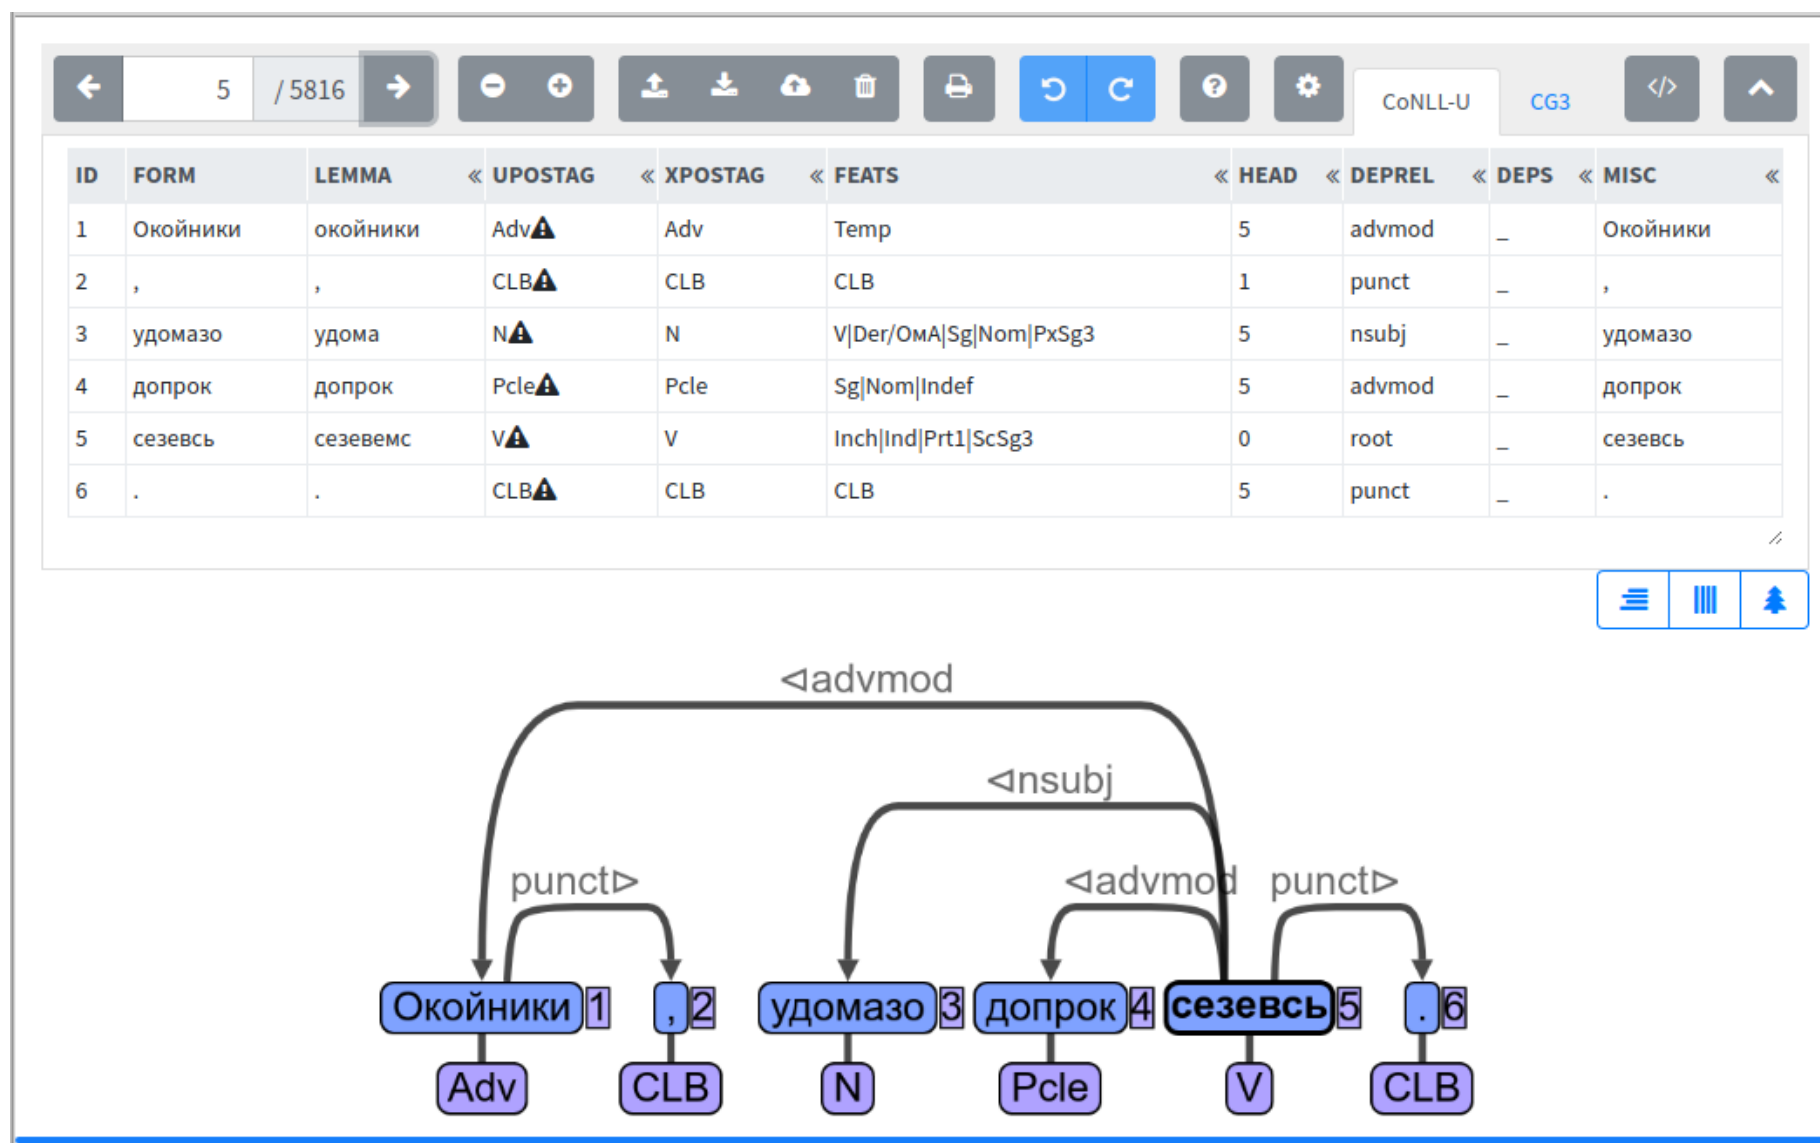 5 / 5816 CoNLL-U CG3 </>
ID FORM LEMMA « UPOSTAG « XPOSTAG « FEATS « HEAD « DEPREL « DEPS « MISC «
1 Окойники окойники Adv Adv Temp 5 advmod _ Окойники
2 , , CLB CLB CLB 1 punct _ ,
3 удомазо удома N N V|Der/ОмА|Sg|Nom|PxSg3 5 nsubj _ удомазо
4 допрок допрок Pcle Pcle Sg|Nom|Indef 5 advmod _ допрок
5 сезевсь сезевемс V V Inch|Ind|Prt1|ScSg3 0 root _ сезевсь
6 . . CLB CLB CLB 5 punct _ .
⊲advmod
⊲nsubj
punct⊳ ⊲advmod punct⊳
Окойники 1 , 2 удомазо 3 допрок 4 сезевсь 5 . 6
Adv CLB N Pcle V CLB